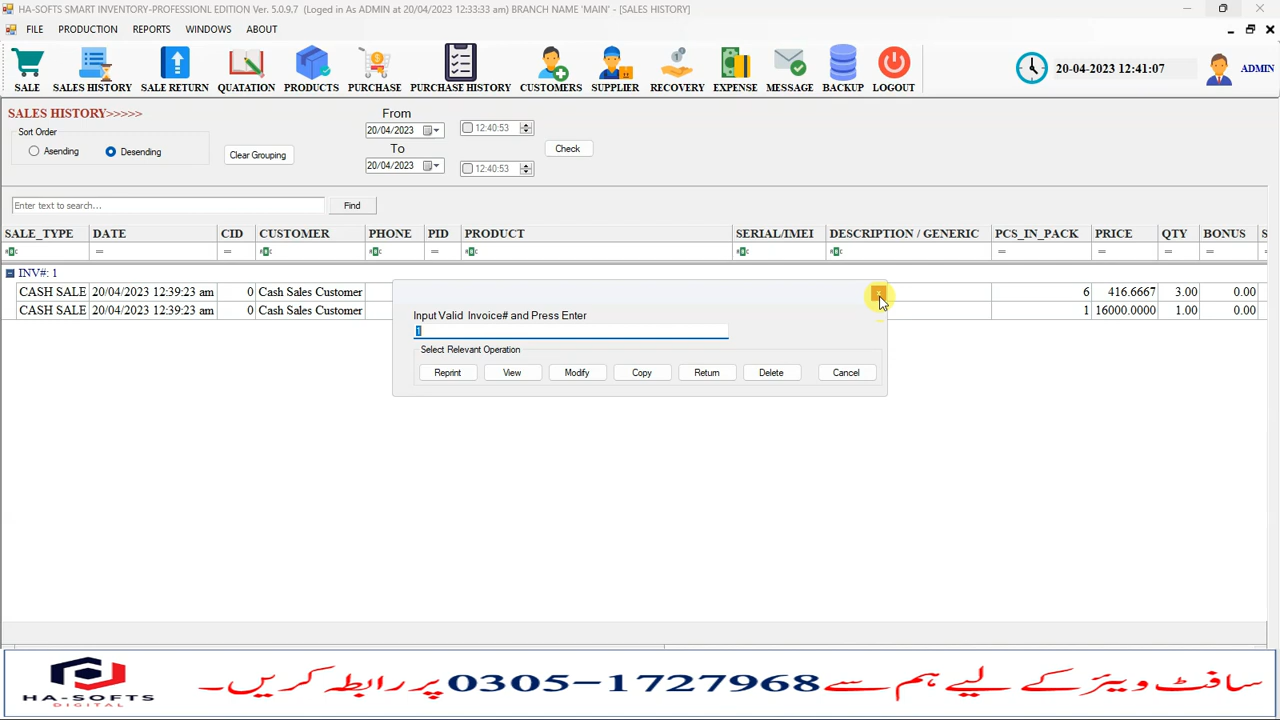 HA-SOFTS SMART INVENTORY-PROFESSIONL EDITION Ver. 5.0.9.7 (Loged in As ADMIN at 20/04/2023 12:33:33 am) BRANCH NAME 'MAIN' - [SALES HISTORY]
FILE PRODUCTION REPORTS WINDOWS ABOUT
SALE SALES HISTORY SALE RETURN QUATATION PRODUCTS PURCHASE PURCHASE HISTORY CUSTOMERS SUPPLIER RECOVERY EXPENSE MESSAGE BACKUP LOGOUT 20-04-2023 12:41:07 ADMIN
SALES HISTORY>>>>>
Sort Order
Asending Desending
Clear Grouping
From
20/04/2023 12:40:53
To
20/04/2023 12:40:53
Check
Enter text to search... Find
SALE_TYPE DATE CID CUSTOMER PHONE PID PRODUCT SERIAL/IMEI DESCRIPTION / GENERIC PCS_IN_PACK PRICE QTY BONUS S
INV#: 1
CASH SALE 20/04/2023 12:39:23 am 0 Cash Sales Customer 6 416.6667 3.00 0.00
CASH SALE 20/04/2023 12:39:23 am 0 Cash Sales Customer 1 16000.0000 1.00 0.00
Input Valid Invoice# and Press Enter
1
Select Relevant Operation
Reprint View Modify Copy Return Delete Cancel
HA-SOFTS
DIGITAL
سافٹ ویئر کے لیے ہم سے 0305-1727968 پر رابطہ کریں۔